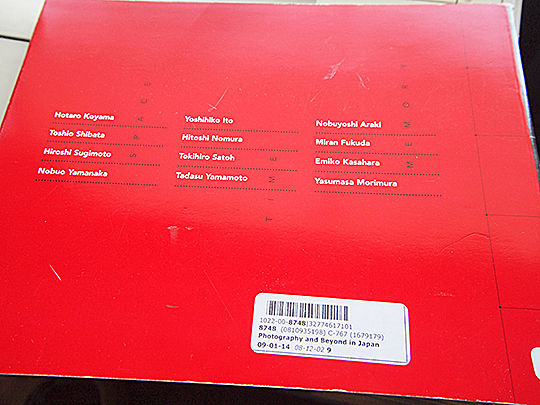 SPACE
Hotaro Koyama
Toshio Shibata
Hiroshi Sugimoto
Nobuo Yamanaka
TIME
Yoshihiko Ito
Hitoshi Nomura
Tokihiro Satoh
Tadasu Yamamoto
MEMORY
Nobuyoshi Araki
Miran Fukuda
Emiko Kasahara
Yasumasa Morimura
1022-00-8748|32774617101
8748 (0810935198) C-767 (1679179)
Photography and Beyond in Japan
09-01-14 08-12-02 9